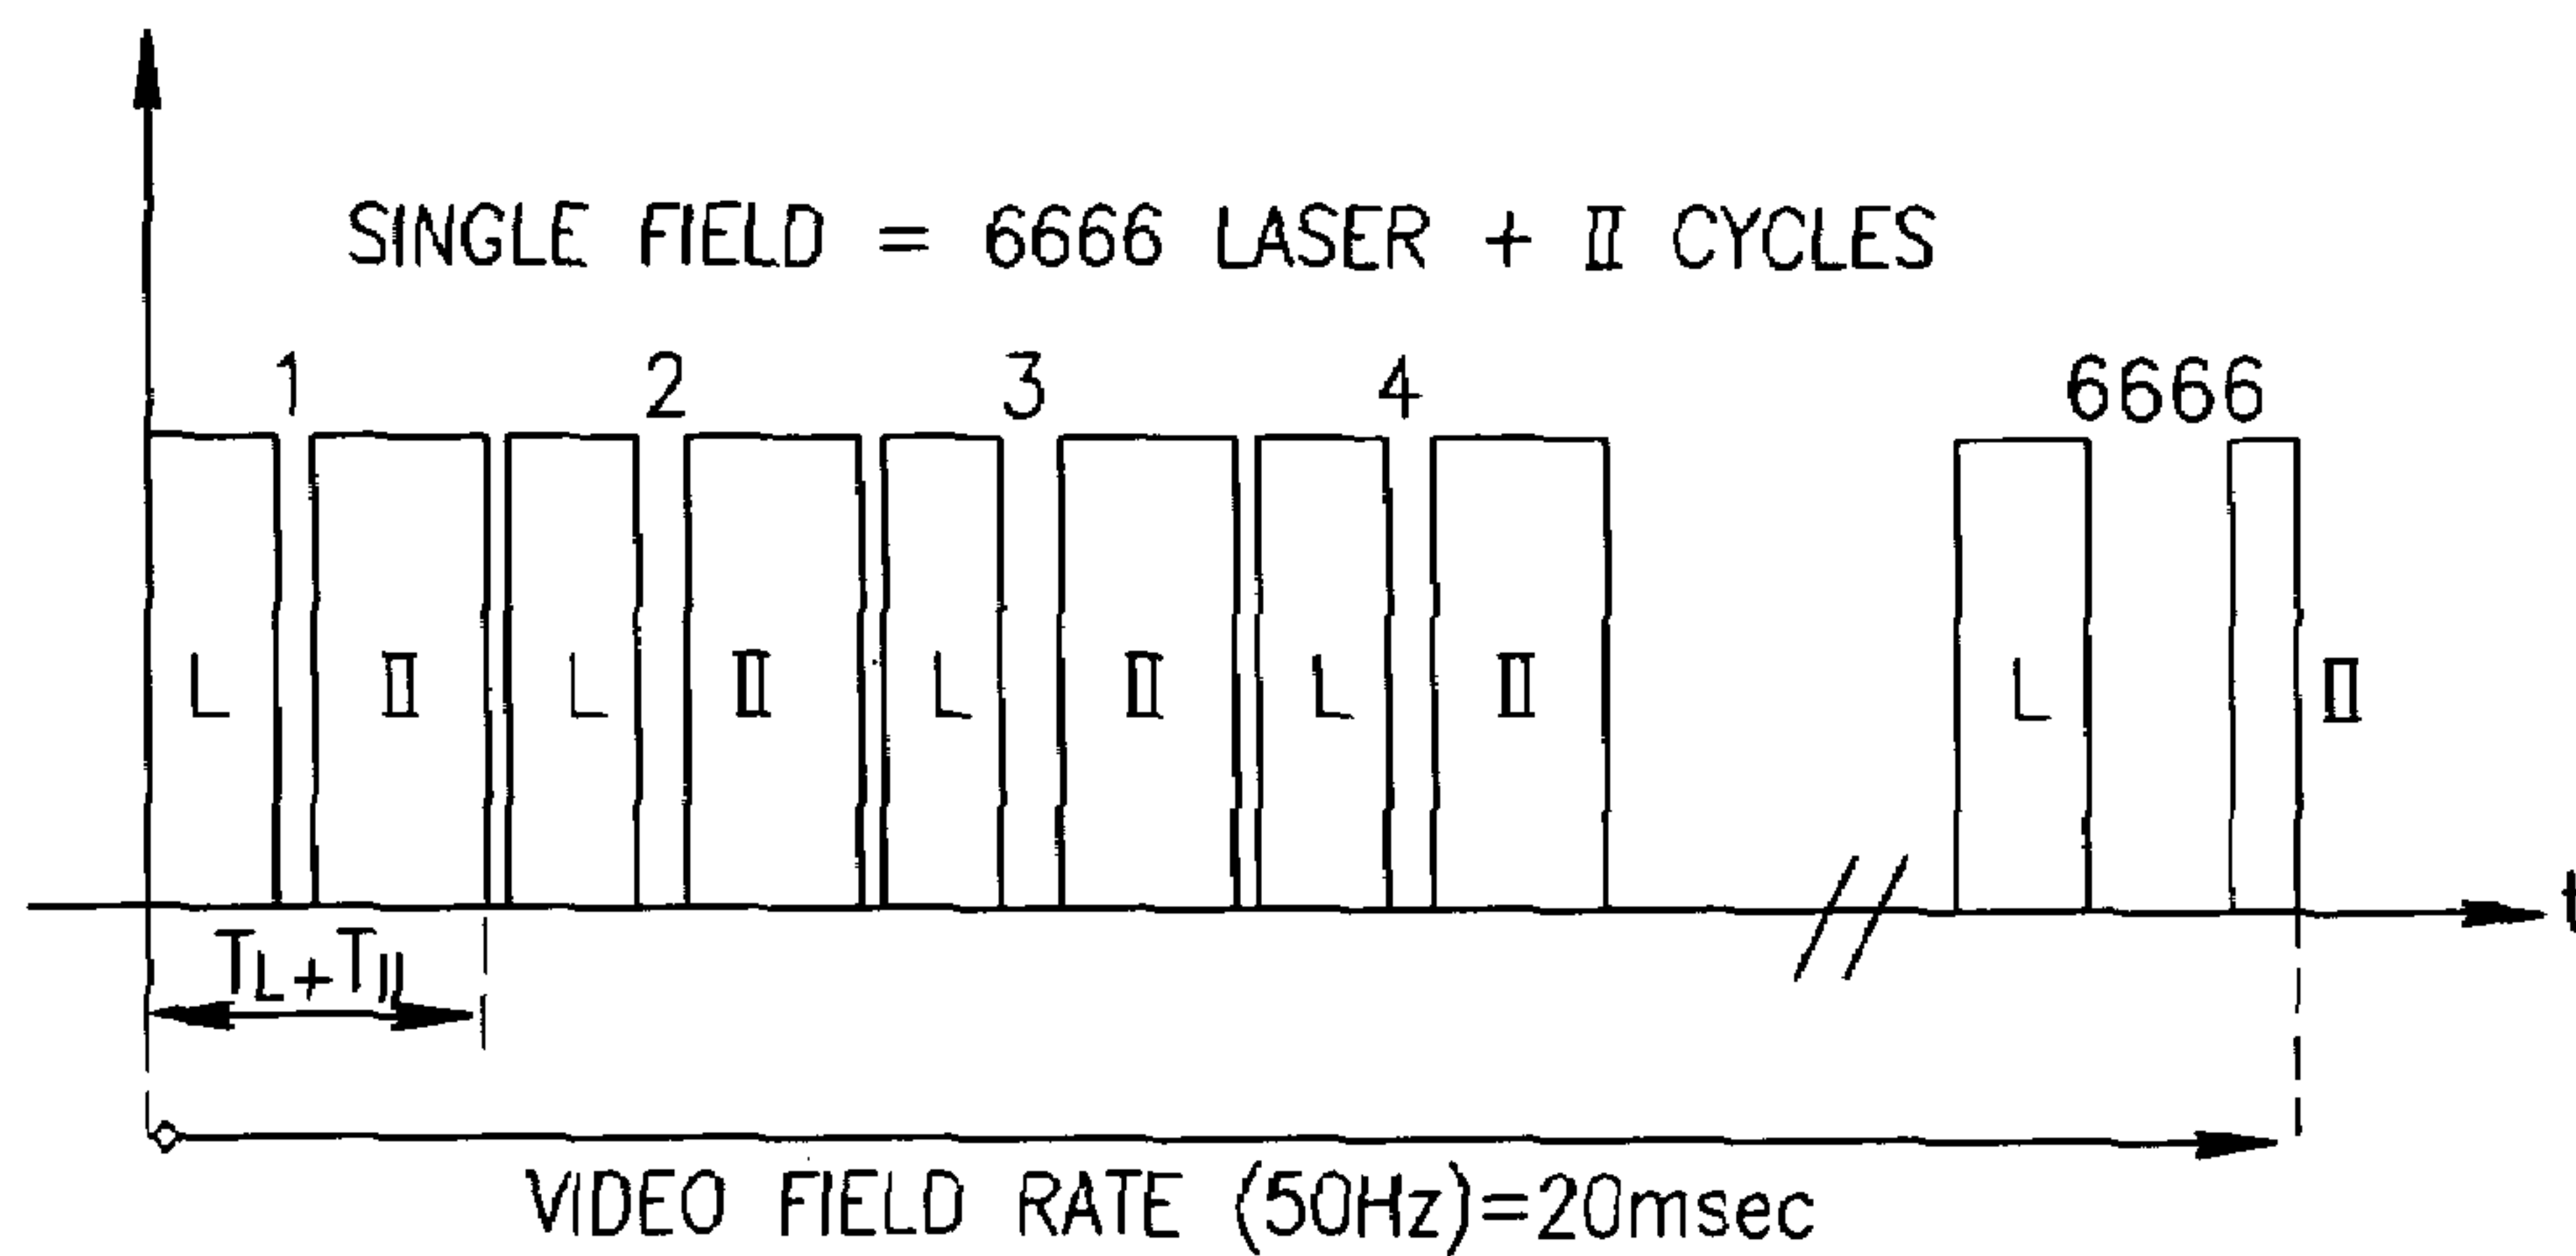 SINGLE FIELD = 6666 LASER + II CYCLES
1 2 3 4 6666
L II L II L II L II L II
t
TL+TII
VIDEO FIELD RATE (50Hz)=20msec